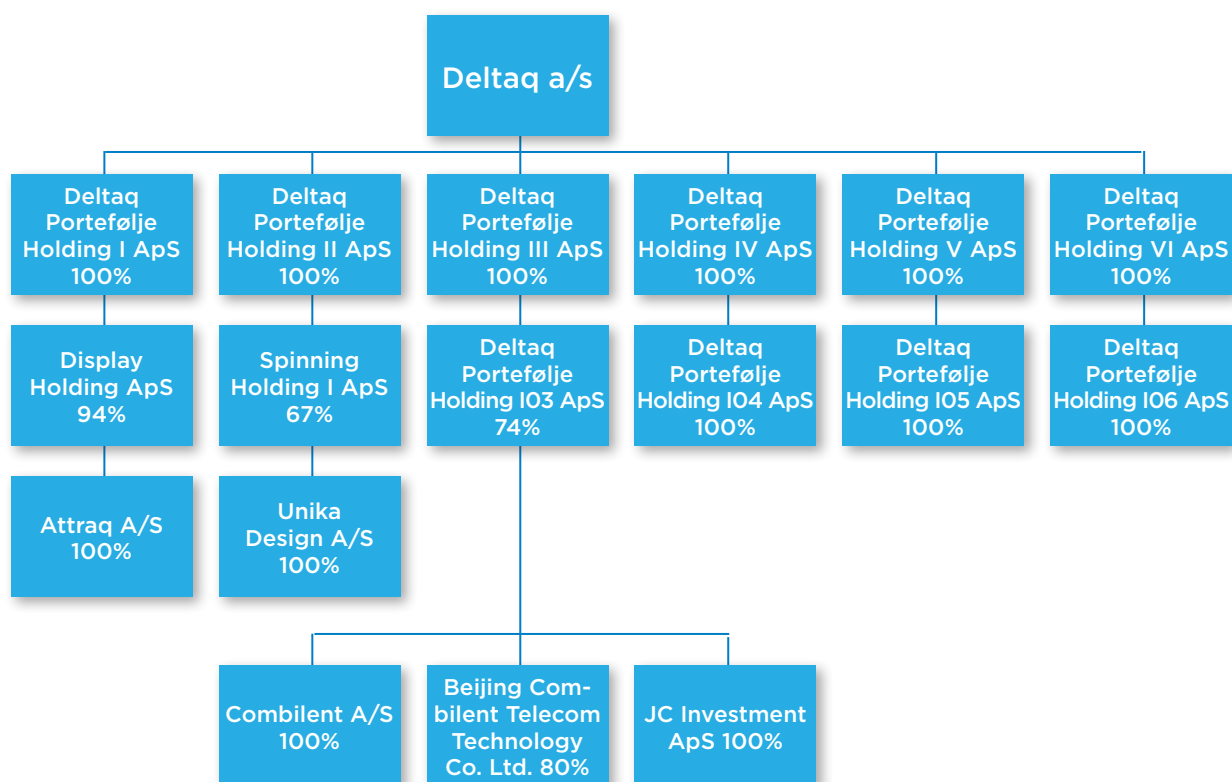 Deltaq a/s
Deltaq
Portefølje
Holding I ApS
100%
Deltaq
Portefølje
Holding II ApS
100%
Deltaq
Portefølje
Holding III ApS
100%
Deltaq
Portefølje
Holding IV ApS
100%
Deltaq
Portefølje
Holding V ApS
100%
Deltaq
Portefølje
Holding VI ApS
100%
Display
Holding ApS
94%
Spinning
Holding I ApS
67%
Deltaq
Portefølje
Holding I03 ApS
74%
Deltaq
Portefølje
Holding I04 ApS
100%
Deltaq
Portefølje
Holding I05 ApS
100%
Deltaq
Portefølje
Holding I06 ApS
100%
Attraq A/S
100%
Unika
Design A/S
100%
Combilent A/S
100%
Beijing Com-
bilent Telecom
Technology
Co. Ltd. 80%
JC Investment
ApS 100%